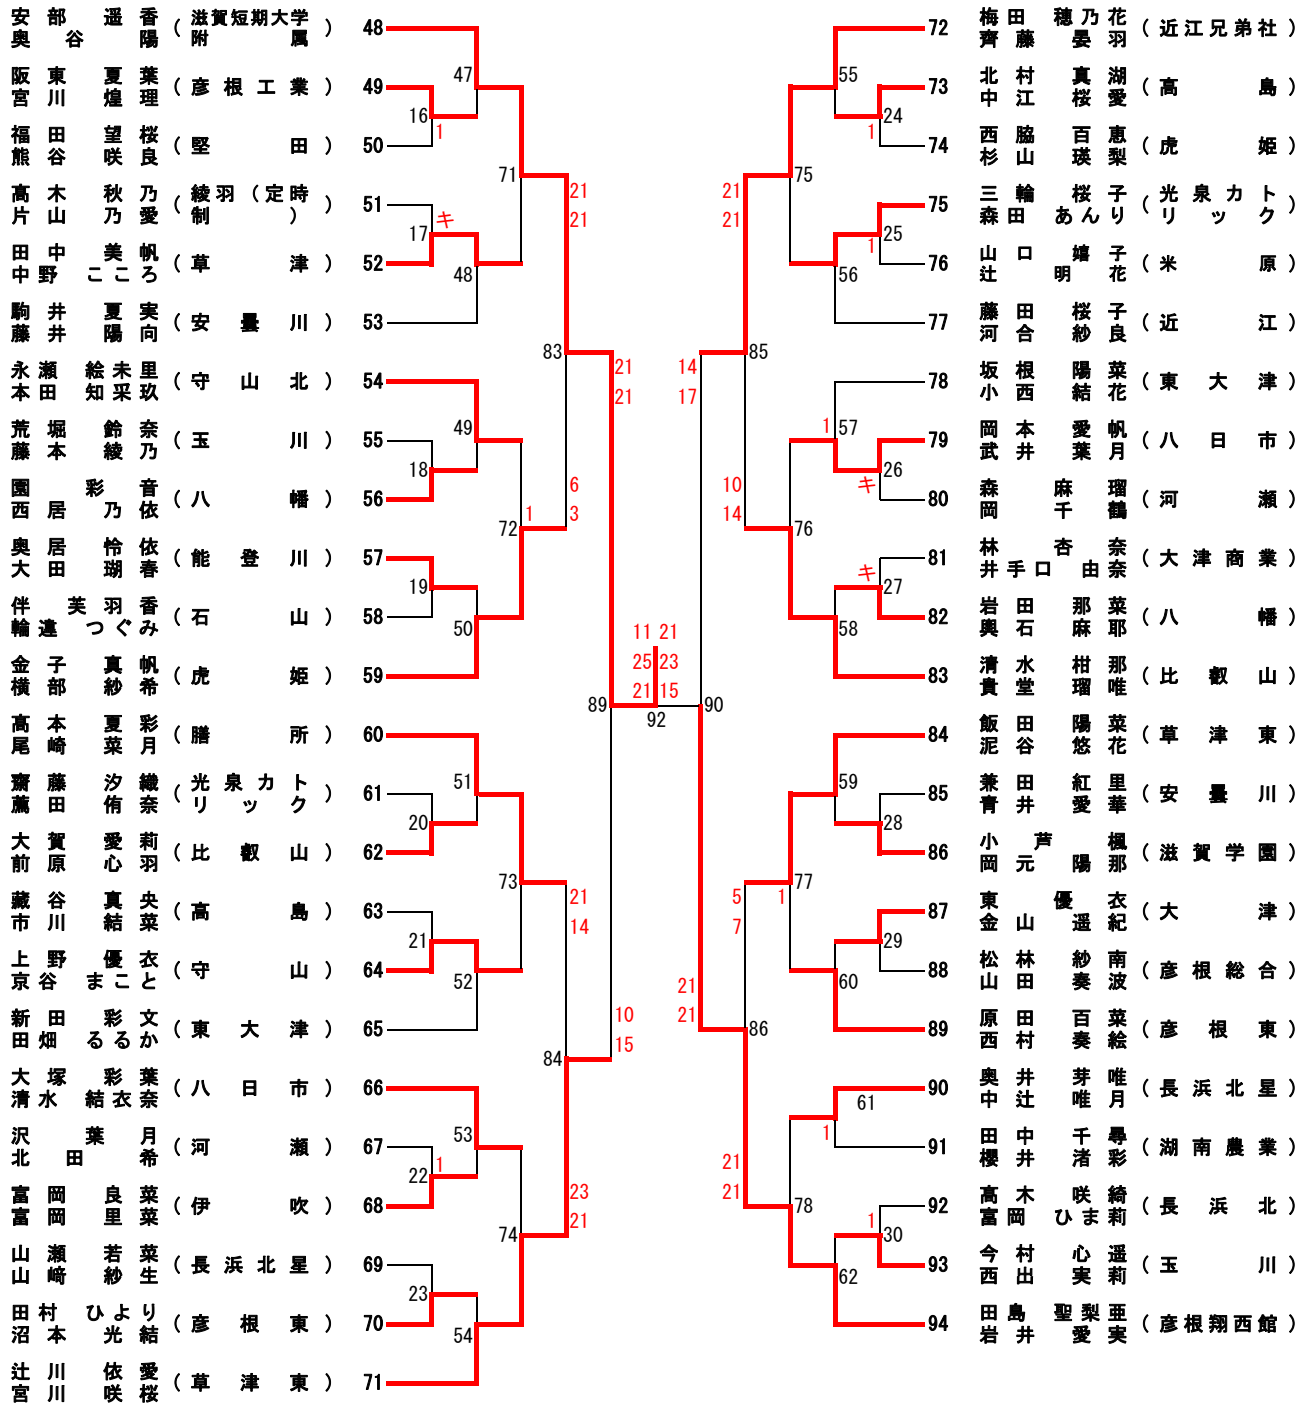 安部 遥香 (滋賀短期大学附属) 48
奥谷 陽
阪東 夏葉 (彦根工業) 49
宮川 煌理
福田 望桜 (堅田) 50
熊谷 咲良
髙木 秋乃 (綾羽(定時制)) 51
片山 乃愛
田中 美帆 (草津) 52
中野 こころ
駒井 夏実 (安曇川) 53
藤井 陽向
永瀬 絵未里 (守山北) 54
本田 知采玖
荒堀 鈴奈 (玉川) 55
藤本 綾乃
園 彩音 (八幡) 56
西居 乃依
奥居 怜依 (能登川) 57
大田 瑚春
伴 芙羽香 (石山) 58
輪違 つぐみ
金子 真帆 (虎姫) 59
横部 紗希
髙本 夏彩 (膳所) 60
尾崎 菜月
齋藤 汐織 (光泉カトリック) 61
薦田 侑奈
大賀 愛莉 (比叡山) 62
前原 心羽
藏谷 真央 (高島) 63
市川 結菜
上野 優衣 (守山) 64
京谷 まこと
新田 彩文 (東大津) 65
田畑 るるか
大塚 彩葉 (八日市) 66
清水 結衣奈
沢 葉月 (河瀬) 67
北田 希
富岡 良菜 (伊吹) 68
富岡 里菜
山瀬 若菜 (長浜北星) 69
山﨑 紗生
田村 ひより (彦根東) 70
沼本 光結
辻川 依愛 (草津東) 71
宮川 咲桜
47
16
1
71
17
キ
48
21
21
83
49
18
72
1
6
3
19
50
21
21
89
51
20
73
21
52
21
14
10
15
84
53
22
1
74
23
21
23
54
11 21
25 23
21 15
92
72 梅田 穂乃花 (近江兄弟社)
齊藤 晏羽
73 北村 真湖 (高島)
中江 桜愛
74 西脇 百恵 (虎姫)
杉山 瑛梨
75 三輪 桜子 (光泉カトリック)
森田 あんり
76 山口 嬉子 (米原)
辻 明花
77 藤田 桜子 (近江)
河合 紗良
78 坂根 陽菜 (東大津)
小西 結花
79 岡本 愛帆 (八日市)
武井 葉月
80 森 麻瑠 (河瀬)
岡 千鶴
81 林 杏奈 (大津商業)
井手口 由奈
82 岩田 那菜 (八幡)
輿石 麻耶
83 清水 柑那 (比叡山)
貴堂 瑠唯
84 飯田 陽菜 (草津東)
泥谷 悠花
85 兼田 紅里 (安曇川)
青井 愛華
86 小芦 楓 (滋賀学園)
岡元 陽那
87 東 優衣 (大津)
金山 遥紀
88 松林 紗南 (彦根総合)
山田 奏波
89 原田 百菜 (彦根東)
西村 奏絵
90 奥井 芽唯 (長浜北星)
中辻 唯月
91 田中 千尋 (湖南農業)
櫻井 渚彩
92 髙木 咲綺 (長浜北)
富岡 ひま莉
93 今村 心遥 (玉川)
西出 実莉
94 田島 聖梨亜 (彦根翔西館)
岩井 愛実
55
24
1
75
21
21
25
1
56
85
14
17
57
1
26
キ
76
10
14
キ
27
58
90
59
28
77
1
5
7
29
60
21
21
86
61
1
78
21
21
1
30
62